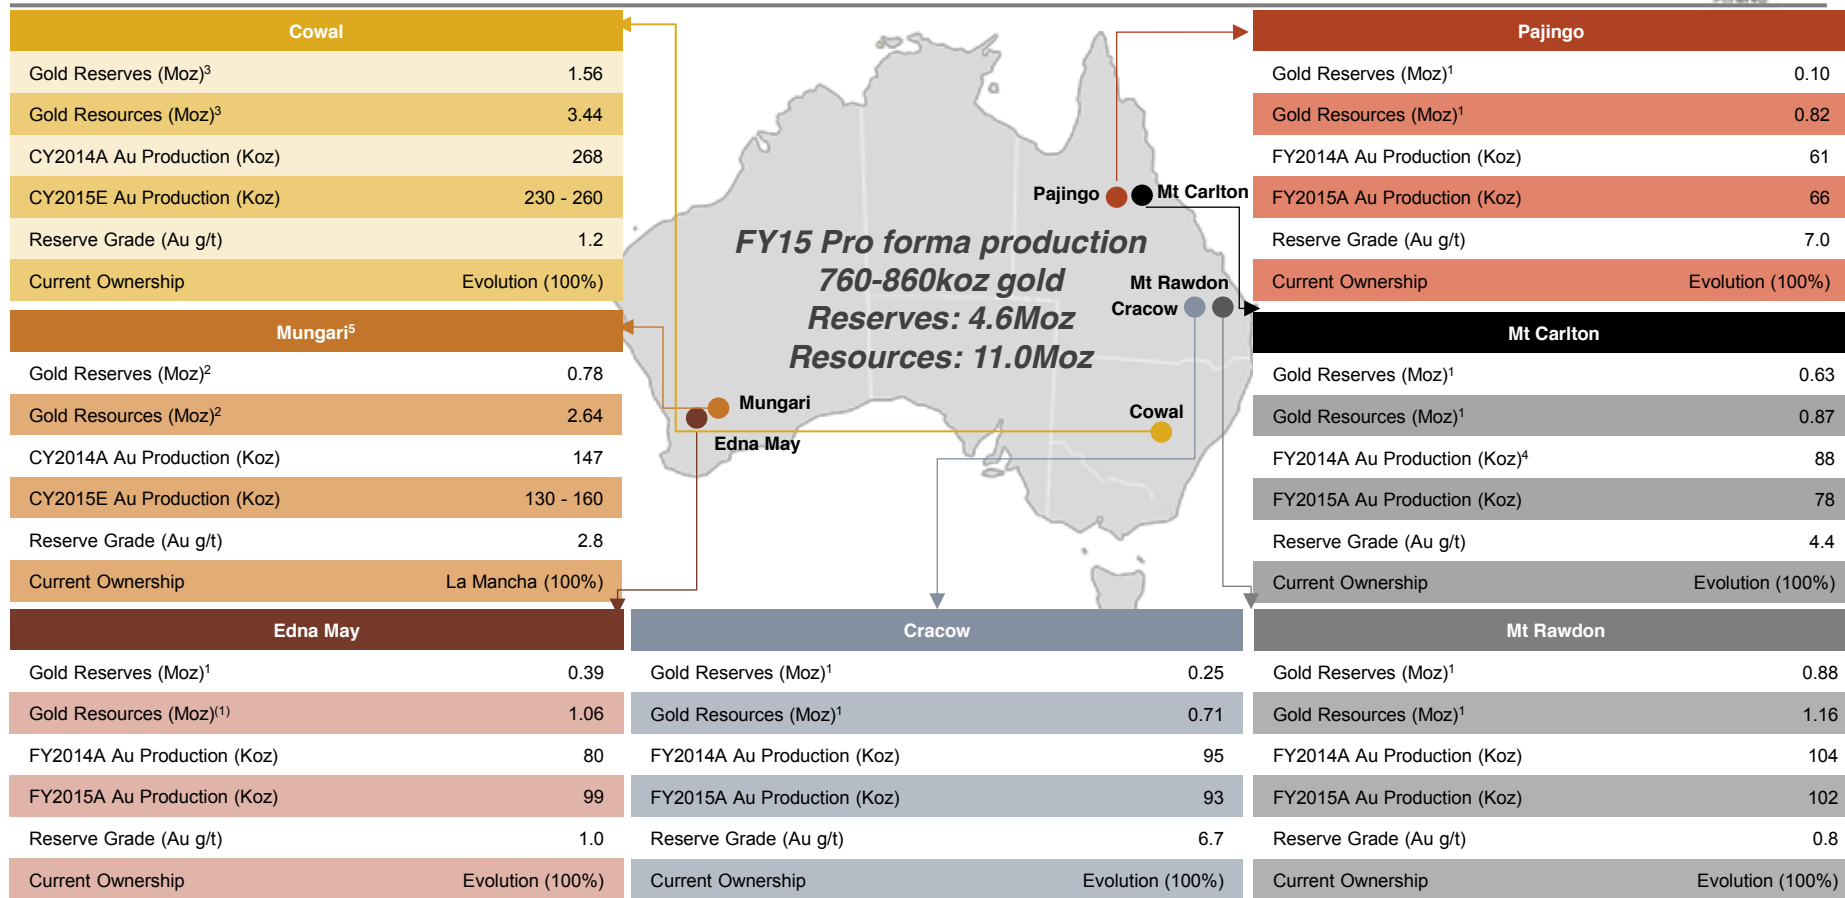 Cowal
Gold Reserves (Moz)3 1.56
Gold Resources (Moz)3 3.44
CY2014A Au Production (Koz) 268
CY2015E Au Production (Koz) 230 - 260
Reserve Grade (Au g/t) 1.2
Current Ownership Evolution (100%)
Mungari5
Gold Reserves (Moz)2 0.78
Gold Resources (Moz)2 2.64
CY2014A Au Production (Koz) 147
CY2015E Au Production (Koz) 130 - 160
Reserve Grade (Au g/t) 2.8
Current Ownership La Mancha (100%)
Pajingo
Mt Carlton
FY15 Pro forma production
760-860koz gold
Reserves: 4.6Moz
Resources: 11.0Moz
Mt Rawdon
Cracow
Mungari
Edna May
Cowal
Pajingo
Gold Reserves (Moz)1 0.10
Gold Resources (Moz)1 0.82
FY2014A Au Production (Koz) 61
FY2015A Au Production (Koz) 66
Reserve Grade (Au g/t) 7.0
Current Ownership Evolution (100%)
Mt Carlton
Gold Reserves (Moz)1 0.63
Gold Resources (Moz)1 0.87
FY2014A Au Production (Koz)4 88
FY2015A Au Production (Koz) 78
Reserve Grade (Au g/t) 4.4
Current Ownership Evolution (100%)
Edna May
Gold Reserves (Moz)1 0.39
Gold Resources (Moz)(1) 1.06
FY2014A Au Production (Koz) 80
FY2015A Au Production (Koz) 99
Reserve Grade (Au g/t) 1.0
Current Ownership Evolution (100%)
Cracow
Gold Reserves (Moz)1 0.25
Gold Resources (Moz)1 0.71
FY2014A Au Production (Koz) 95
FY2015A Au Production (Koz) 93
Reserve Grade (Au g/t) 6.7
Current Ownership Evolution (100%)
Mt Rawdon
Gold Reserves (Moz)1 0.88
Gold Resources (Moz)1 1.16
FY2014A Au Production (Koz) 104
FY2015A Au Production (Koz) 102
Reserve Grade (Au g/t) 0.8
Current Ownership Evolution (100%)